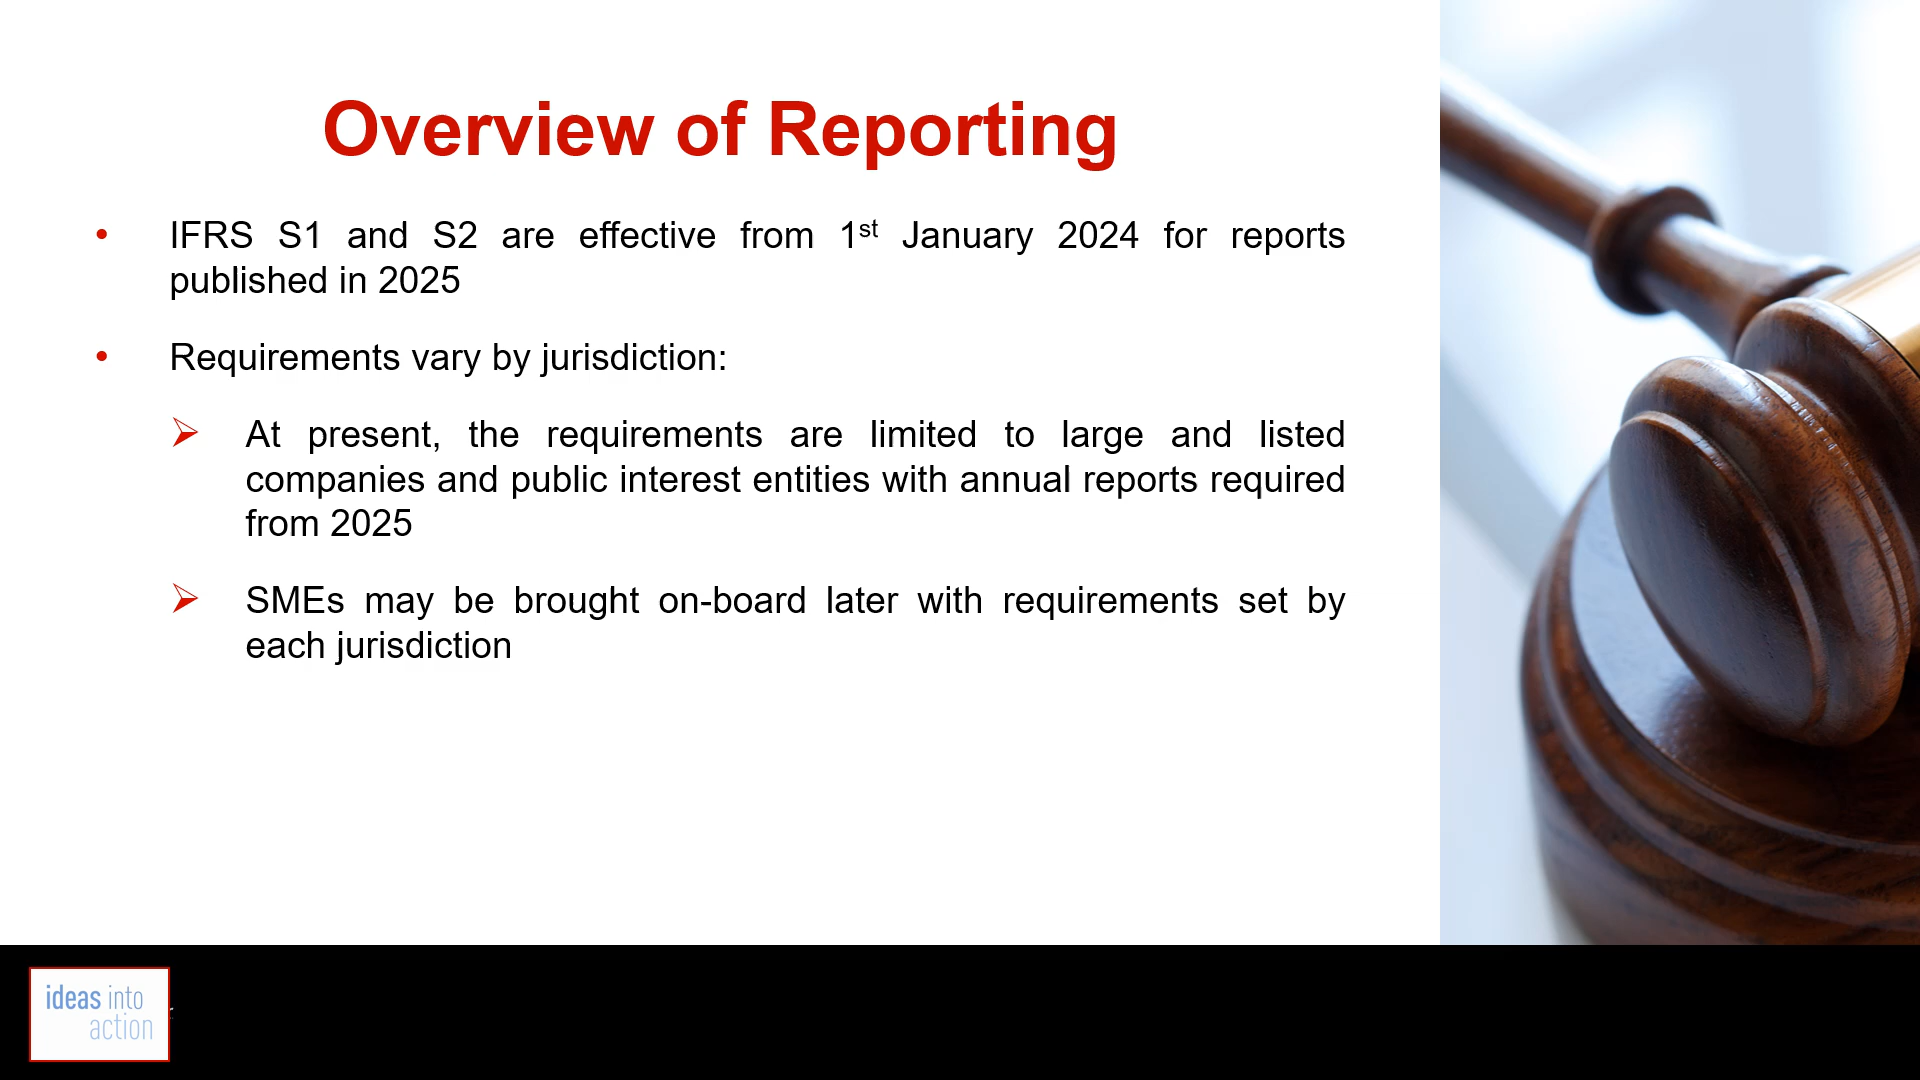 Overview of Reporting
• IFRS S1 and S2 are effective from 1st January 2024 for reports
published in 2025
• Requirements vary by jurisdiction:
➢ At present, the requirements are limited to large and listed
companies and public interest entities with annual reports required
from 2025
➢ SMEs may be brought on-board later with requirements set by
each jurisdiction
ideas into
action